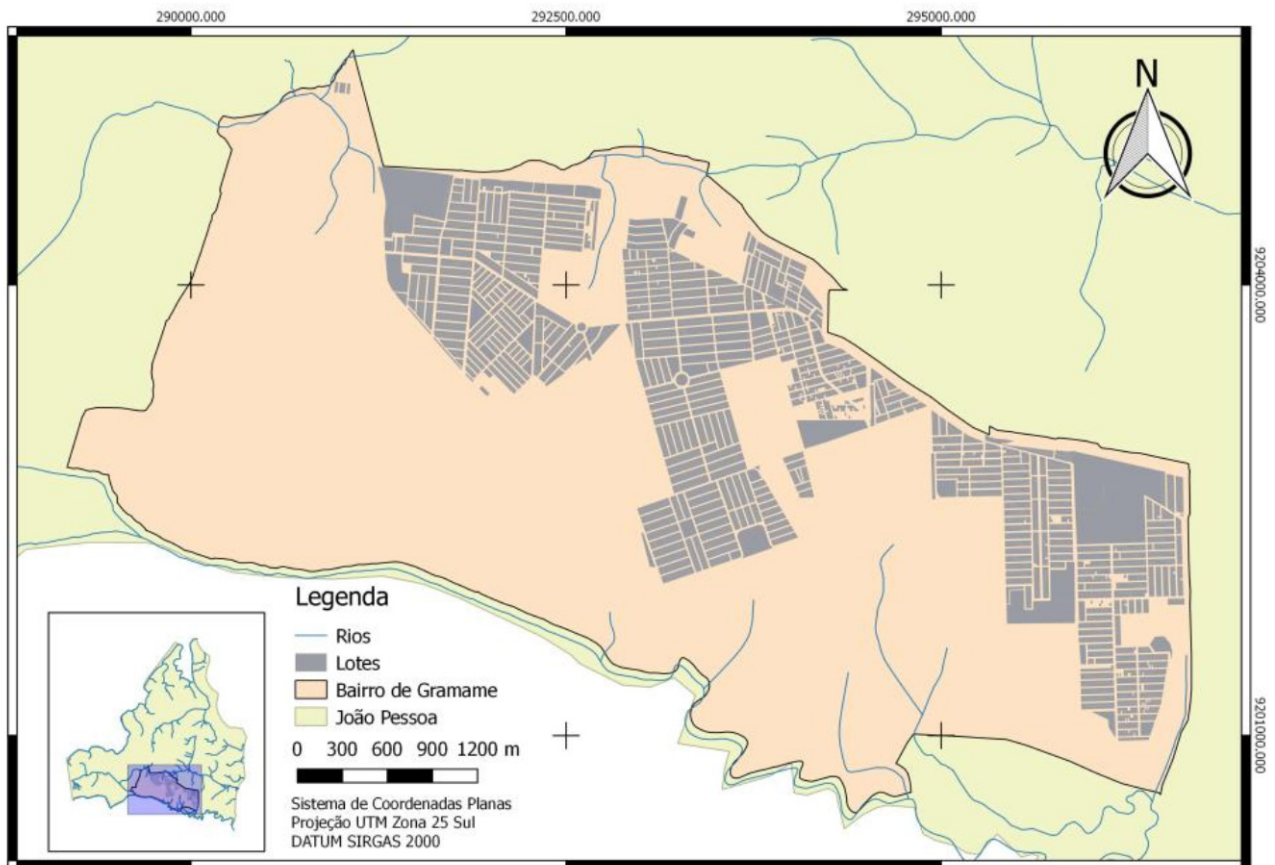 290000.000 292500.000 295000.000
N
9204000.000
9201000.000
Legenda
Rios
Lotes
Bairro de Gramame
João Pessoa
0 300 600 900 1200 m
Sistema de Coordenadas Planas
Projeção UTM Zona 25 Sul
DATUM SIRGAS 2000